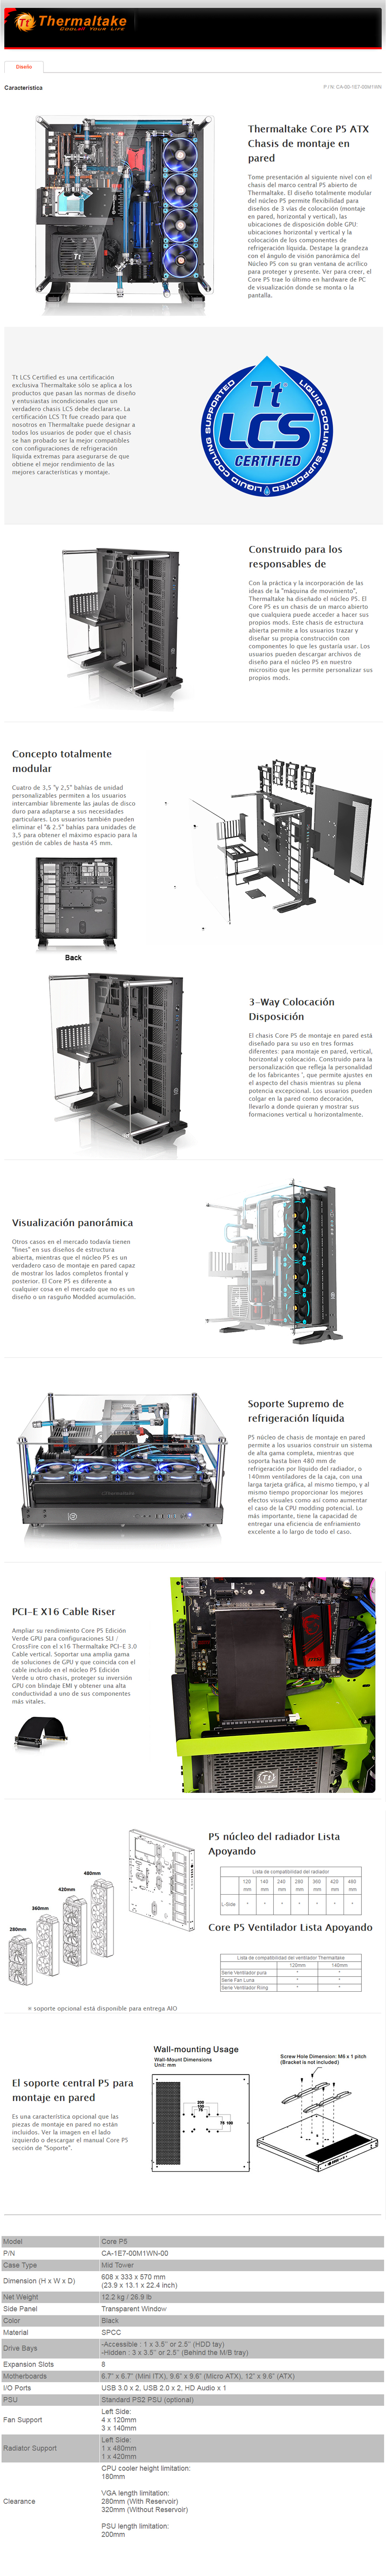 Thermaltake
COOL ALL YOUR LIFE
Diseño
Característica
P / N: CA-00-1E7-00M1WN
Thermaltake Core P5 ATX
Chasis de montaje en
pared
Tome presentación al siguiente nivel con el
chasis del marco central P5 abierto de
Thermaltake. El diseño totalmente modular
del núcleo P5 permite flexibilidad para
diseños de 3 vías de colocación (montaje
en pared, horizontal y vertical), las
ubicaciones de disposición doble GPU:
ubicaciones horizontal y vertical y la
colocación de los componentes de
refrigeración líquida. Destape la grandeza
con el ángulo de visión panorámica del
Núcleo P5 con su gran ventana de acrílico
para proteger y presente. Ver para creer, el
Core P5 trae lo último en hardware de PC
de visualización donde se monta o la
pantalla.
Tt LCS Certified es una certificación
exclusiva Thermaltake sólo se aplica a los
productos que pasan las normas de diseño
y entusiastas incondicionales que un
verdadero chasis LCS debe declararse. La
certificación LCS Tt fue creado para que
nosotros en Thermaltake puede designar a
todos los usuarios de poder que el chasis
se han probado ser la mejor compatibles
con configuraciones de refrigeración
líquida extremas para asegurarse de que
obtiene el mejor rendimiento de las
mejores características y montaje.
LIQUID COOLING SUPPORTED
Tt
LCS
CERTIFIED
LIQUID COOLING SUPPORTED
Construido para los
responsables de
Con la práctica y la incorporación de las
ideas de la "máquina de movimiento",
Thermaltake ha diseñado el núcleo P5. El
Core P5 es un chasis de un marco abierto
que cualquiera puede acceder a hacer sus
propios mods. Este chasis de estructura
abierta permite a los usuarios trazar y
diseñar su propia construcción con
componentes lo que les gustaría usar. Los
usuarios pueden descargar archivos de
diseño para el núcleo P5 en nuestro
micrositio que les permite personalizar sus
propios mods.
Concepto totalmente
modular
Cuatro de 3,5 "y 2,5" bahías de unidad
personalizables permiten a los usuarios
intercambiar libremente las jaulas de disco
duro para adaptarse a sus necesidades
particulares. Los usuarios también pueden
eliminar el "& 2.5" bahías para unidades de
3,5 para obtener el máximo espacio para la
gestión de cables de hasta 45 mm.
Back
3-Way Colocación
Disposición
El chasis Core P5 de montaje en pared está
diseñado para su uso en tres formas
diferentes: para montaje en pared, vertical,
horizontal y colocación. Construido para la
personalización que refleja la personalidad
de los fabricantes ', que permite ajustes en
el aspecto del chasis mientras su plena
potencia excepcional. Los usuarios pueden
colgar en la pared como decoración,
llevarlo a donde quieran y mostrar sus
formaciones vertical u horizontalmente.
Visualización panorámica
Otros casos en el mercado todavía tienen
"fines" en sus diseños de estructura
abierta, mientras que el núcleo P5 es un
verdadero caso de montaje en pared capaz
de mostrar los lados completos frontal y
posterior. El Core P5 es diferente a
cualquier cosa en el mercado que no es un
diseño o un rasguño Modded acumulación.
Soporte Supremo de
refrigeración líquida
P5 núcleo de chasis de montaje en pared
permite a los usuarios construir un sistema
de alta gama completa, mientras que
soporta hasta bien 480 mm de
refrigeración por líquido del radiador, o
140mm ventiladores de la caja, con una
larga tarjeta gráfica, al mismo tiempo, y al
mismo tiempo proporcionar los mejores
efectos visuales como así como aumentar
el caso de la CPU modding potencial. Lo
más importante, tiene la capacidad de
entregar una eficiencia de enfriamiento
excelente a lo largo de todo el caso.
PCI-E X16 Cable Riser
Ampliar su rendimiento Core P5 Edición
Verde GPU para configuraciones SLI /
CrossFire con el x16 Thermaltake PCI-E 3.0
Cable vertical. Soportar una amplia gama
de soluciones de GPU y que coincida con el
cable incluido en el núcleo P5 Edición
Verde u otro chasis, proteger su inversión
GPU con blindaje EMI y obtener una alta
conductividad a uno de sus componentes
más vitales.
Tt
P5 núcleo del radiador Lista
Apoyando
480mm
420mm
360mm
280mm
Lista de compatibilidad del radiador
120 mm 140 mm 240 mm 280 mm 360 mm 420 mm 480 mm
L-Side * * * * * * *
Core P5 Ventilador Lista Apoyando
Lista de compatibilidad del ventilador Thermaltake
120mm 140mm
Serie Ventilador pura * *
Serie Fan Luna * *
Serie Ventilador Riing * *
※ soporte opcional está disponible para entrega AIO
El soporte central P5 para
montaje en pared
Es una característica opcional que las
piezas de montaje en pared no están
incluidos. Ver la imagen en el lado
izquierdo o descargar el manual Core P5
sección de "Soporte".
Wall-mounting Usage
Wall-Mount Dimensions
Unit: mm
200
100
75
75 100
Screw Hole Dimension: M6 x 1 pitch
(Bracket is not included)
Model Core P5
P/N CA-1E7-00M1WN-00
Case Type Mid Tower
Dimension (H x W x D) 608 x 333 x 570 mm
(23.9 x 13.1 x 22.4 inch)
Net Weight 12.2 kg / 26.9 lb
Side Panel Transparent Window
Color Black
Material SPCC
Drive Bays -Accessible : 1 x 3.5’’ or 2.5’’ (HDD tay)
-Hidden : 3 x 3.5’’ or 2.5’’ (Behind the M/B tray)
Expansion Slots 8
Motherboards 6.7” x 6.7” (Mini ITX), 9.6” x 9.6” (Micro ATX), 12” x 9.6” (ATX)
I/O Ports USB 3.0 x 2, USB 2.0 x 2, HD Audio x 1
PSU Standard PS2 PSU (optional)
Fan Support Left Side:
4 x 120mm
3 x 140mm
Radiator Support Left Side:
1 x 480mm
1 x 420mm
Clearance CPU cooler height limitation:
180mm
VGA length limitation:
280mm (With Reservoir)
320mm (Without Reservoir)
PSU length limitation:
200mm